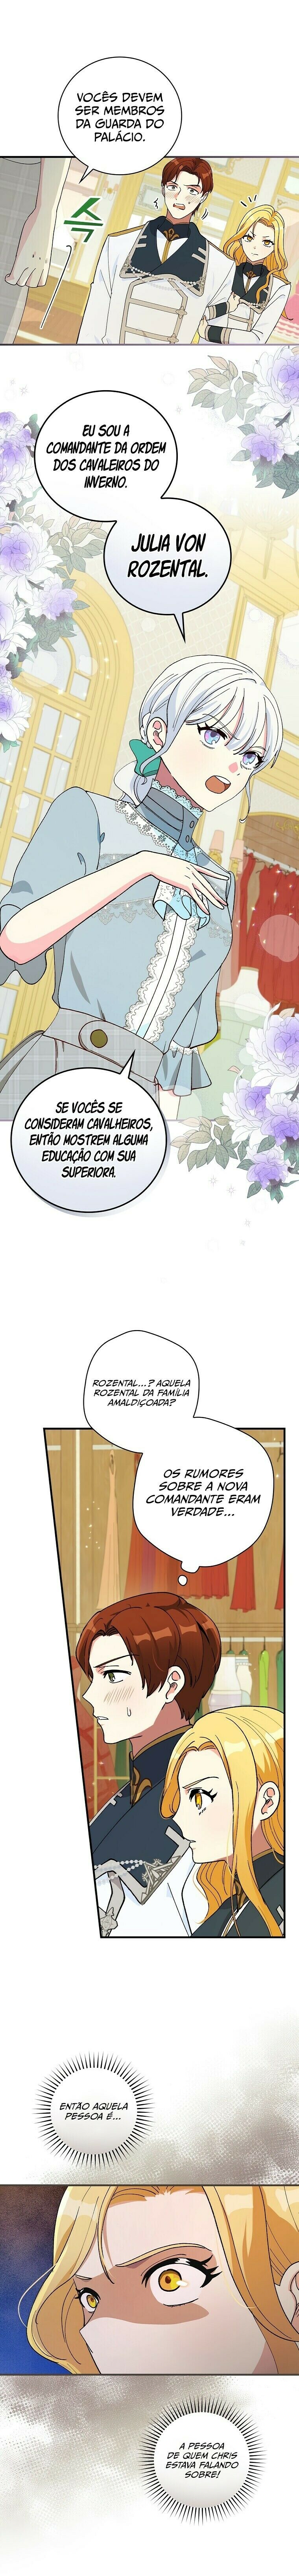 VOCÊS DEVEM
SER MEMBROS
DA GUARDA DO
PALÁCIO.
스윽
EU SOU A
COMANDANTE DA ORDEM
DOS CAVALEIROS DO
INVERNO.
JULIA VON
ROZENTAL.
SE VOCÊS SE
CONSIDERAM CAVALHEIROS,
ENTÃO MOSTREM ALGUMA
EDUCAÇÃO COM SUA
SUPERIORA.
ROZENTAL...? AQUELA
ROZENTAL DA FAMÍLIA
AMALDIÇOADA?
OS RUMORES
SOBRE A NOVA
COMANDANTE ERAM
VERDADE...
ENTÃO AQUELA
PESSOA É...
A PESSOA
DE QUEM CHRIS
ESTAVA FALANDO
SOBRE!